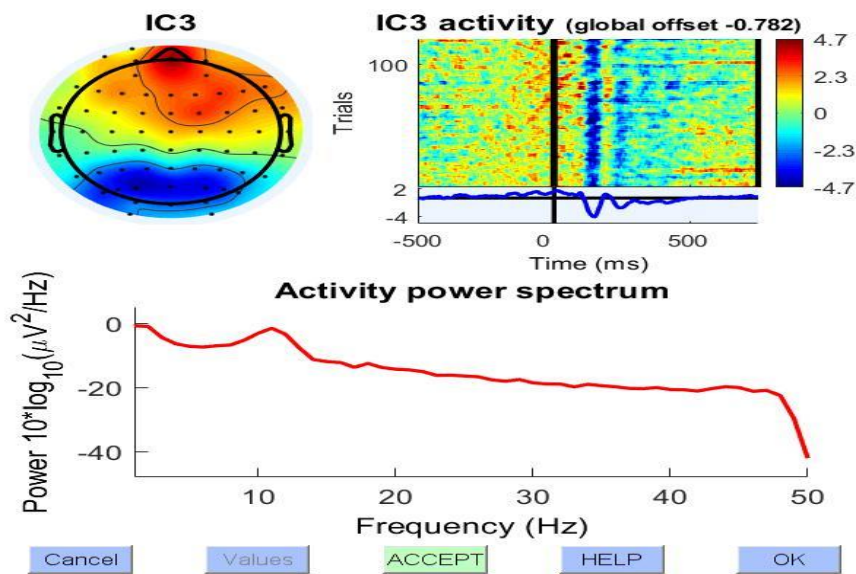 IC3
IC3 activity (global offset -0.782)
Trials
100
4.7
2.3
0
-2.3
-4.7
2
-4
-500
0
500
Time (ms)
Activity power spectrum
Power 10*log10(μV2/Hz)
0
-20
-40
10
20
30
40
50
Frequency (Hz)
Cancel
Values
ACCEPT
HELP
OK